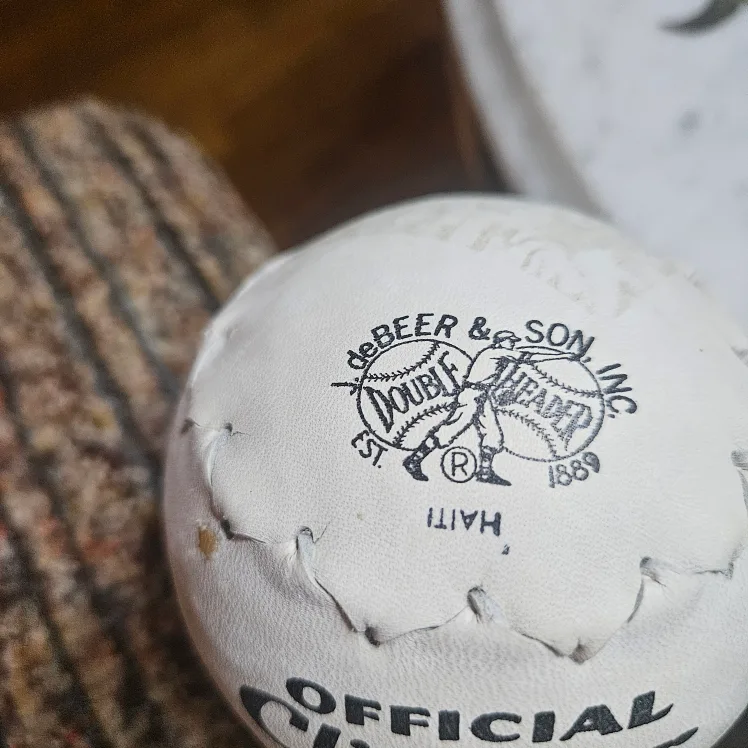 J. deBEER & SON, INC.
DOUBLE HEADER
EST. ® 1889
HAITI
OFFICIAL